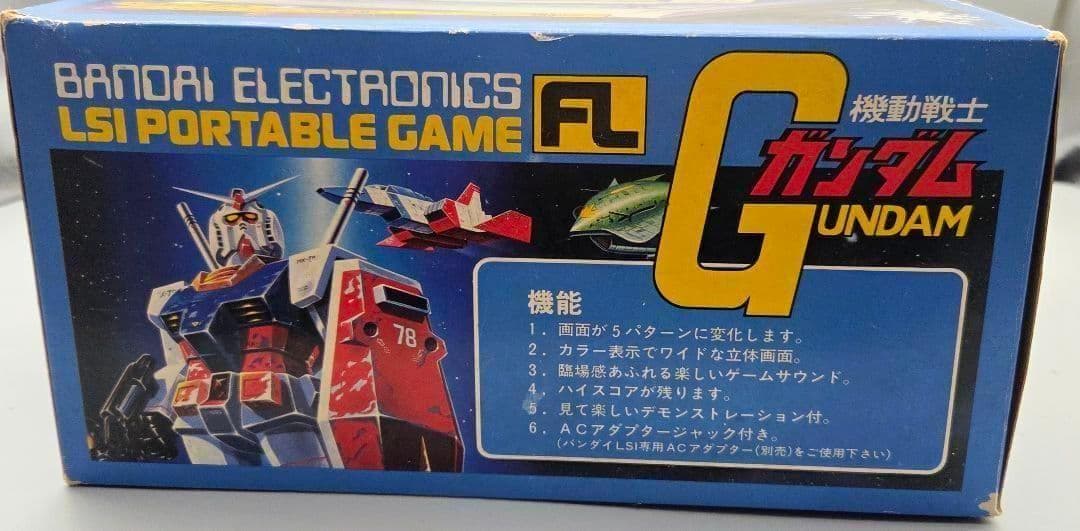 BANDAI ELECTRONICS
LSI PORTABLE GAME
FL
機動戦士
ガンダム
GUNDAM
78
機能
1．画面が5パターンに変化します。
2．カラー表示でワイドな立体画面。
3．臨場感あふれる楽しいゲームサウンド。
4．ハイスコアが残ります。
5．見て楽しいデモンストレーション付。
6．ACアダプタージャック付き。
(バンダイLSI専用ACアダプター(別売)をご使用下さい)